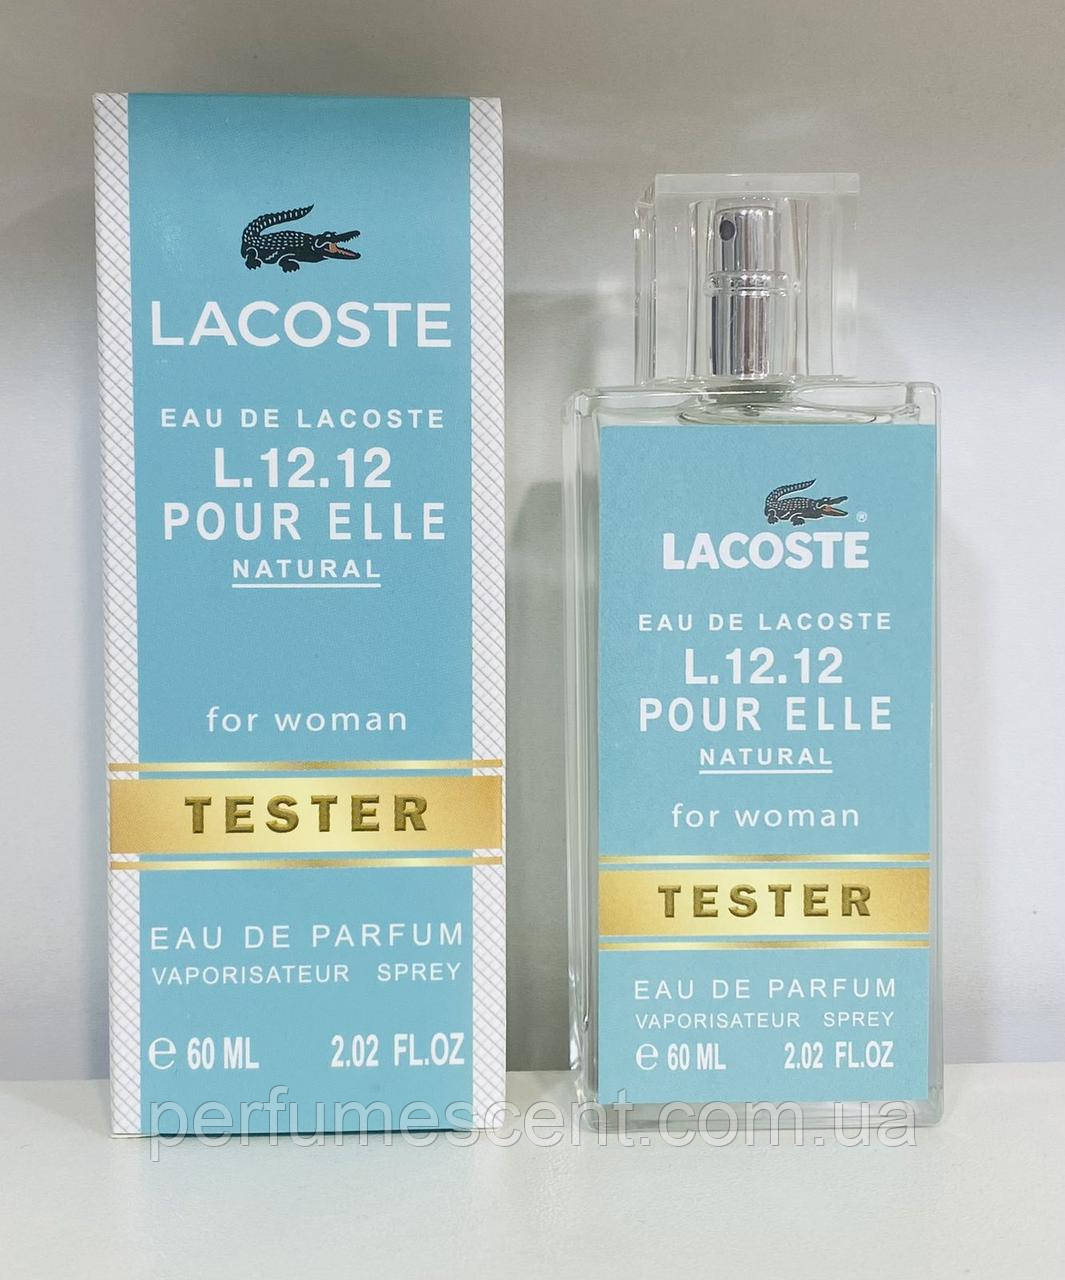 LACOSTE
EAU DE LACOSTE
L.12.12
POUR ELLE
NATURAL
for woman
TESTER
EAU DE PARFUM
VAPORISATEUR SPREY
e 60 ML 2.02 FL.OZ
®
LACOSTE
EAU DE LACOSTE
L.12.12
POUR ELLE
NATURAL
for woman
TESTER
EAU DE PARFUM
VAPORISATEUR SPREY
e 60 ML 2.02 FL.OZ
perfumescent.com.ua